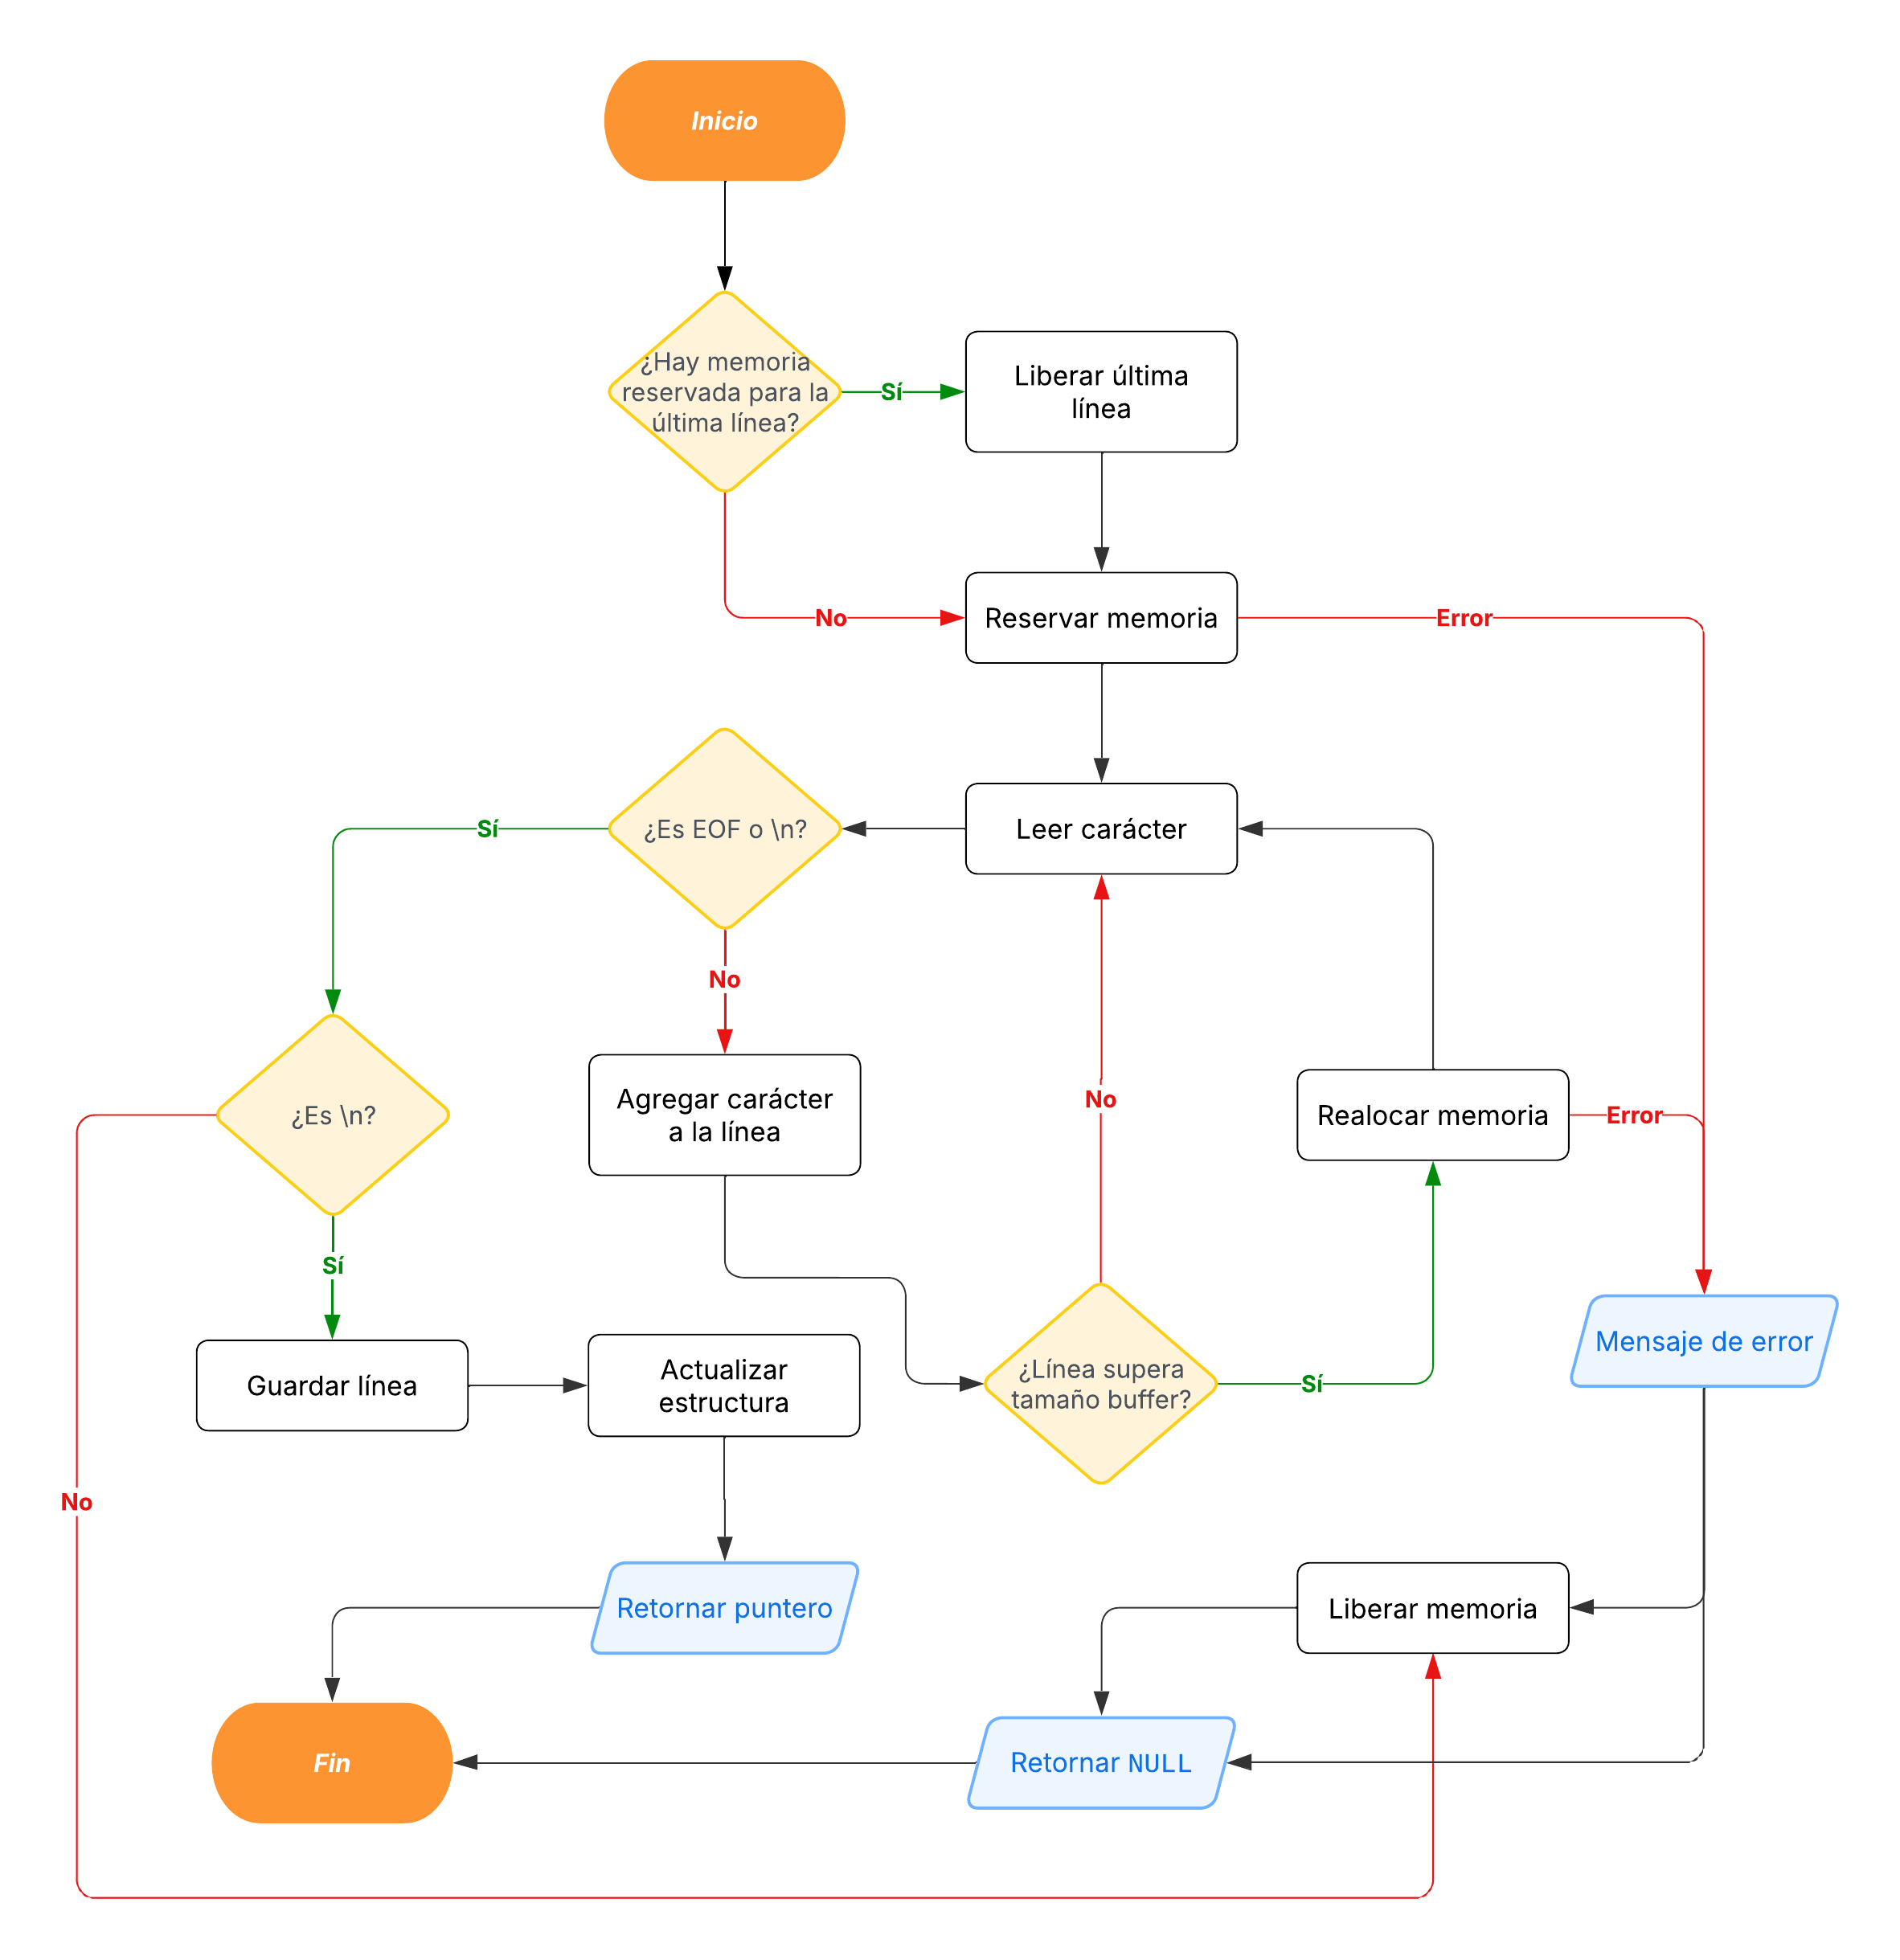 Inicio
¿Hay memoria
reservada para la
última línea?
Sí
Liberar última
línea
No
Reservar memoria
Error
Sí
¿Es EOF o \n?
Leer carácter
No
¿Es \n?
Agregar carácter
a la línea
No
Realocar memoria
Error
Sí
Guardar línea
Actualizar
estructura
¿Línea supera
tamaño buffer?
Sí
Mensaje de error
No
Retornar puntero
Liberar memoria
Fin
Retornar NULL